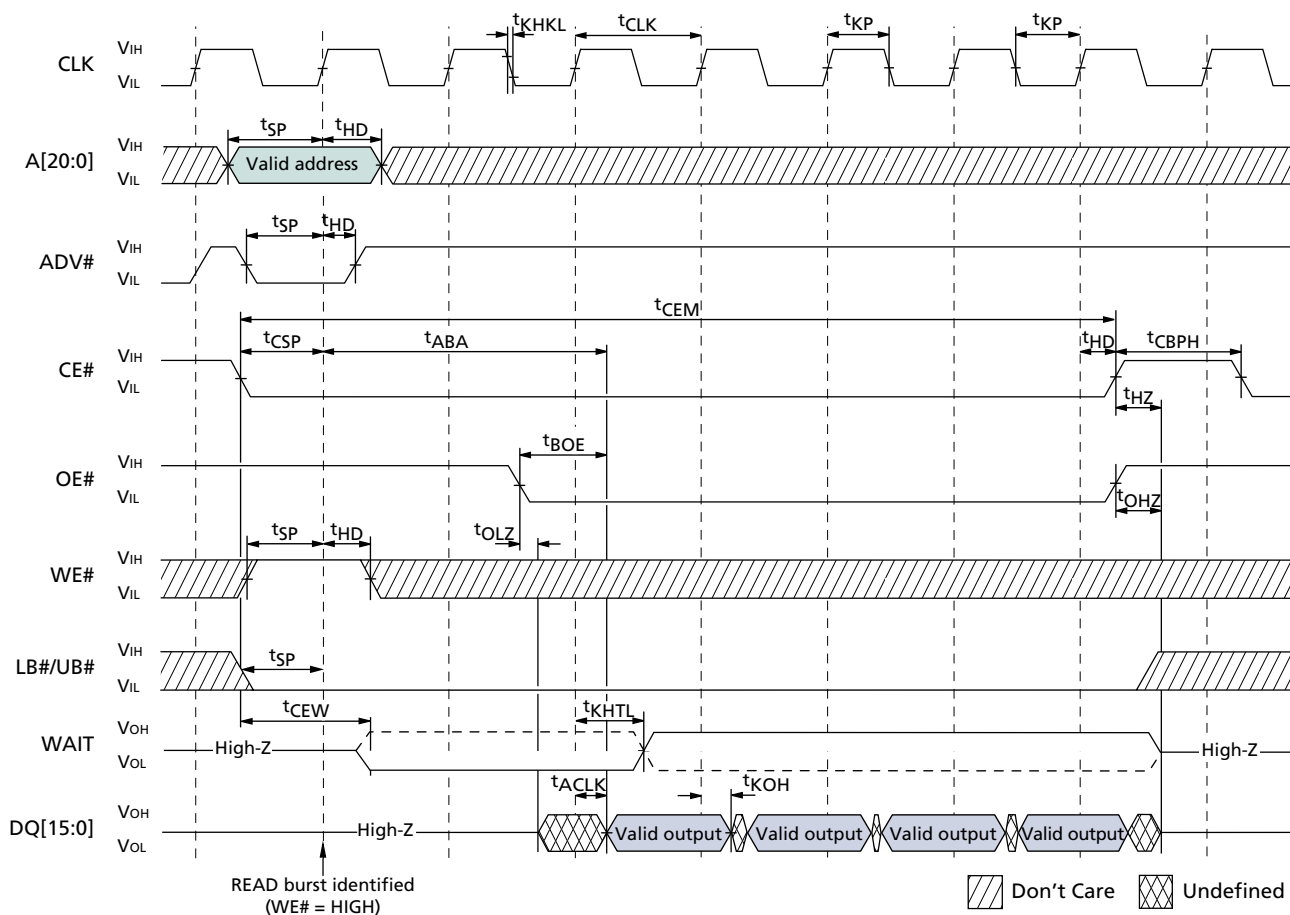 tKHKL tCLK tKP tKP
CLK VIH
VIL
tSP tHD
A[20:0] VIH
VIL
Valid address
tSP tHD
ADV# VIH
VIL
tCEM
tCSP tABA tHD tCBPH
CE# VIH
VIL
tHZ
tBOE
OE# VIH
VIL
tOHZ
tSP tHD tOLZ
WE# VIH
VIL
LB#/UB# VIH
VIL
tSP
tCEW tKHTL
WAIT VOH
VOL
High-Z High-Z
tACLK tKOH
DQ[15:0] VOH
VOL
High-Z Valid output Valid output Valid output Valid output
READ burst identified
(WE# = HIGH)
Don't Care Undefined